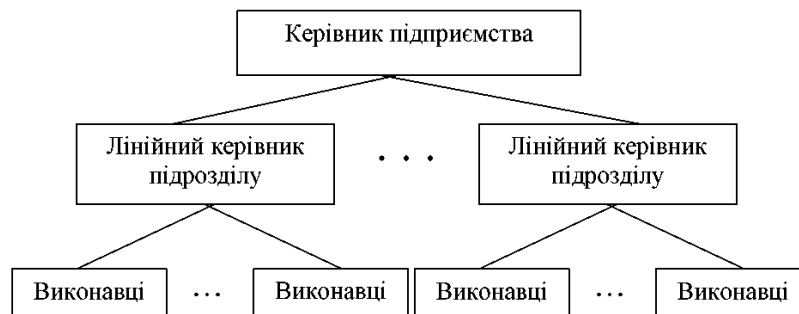 Керівник підприємства
Лінійний керівник
підрозділу
. . .
Лінійний керівник
підрозділу
Виконавці
...
Виконавці
Виконавці
...
Виконавці